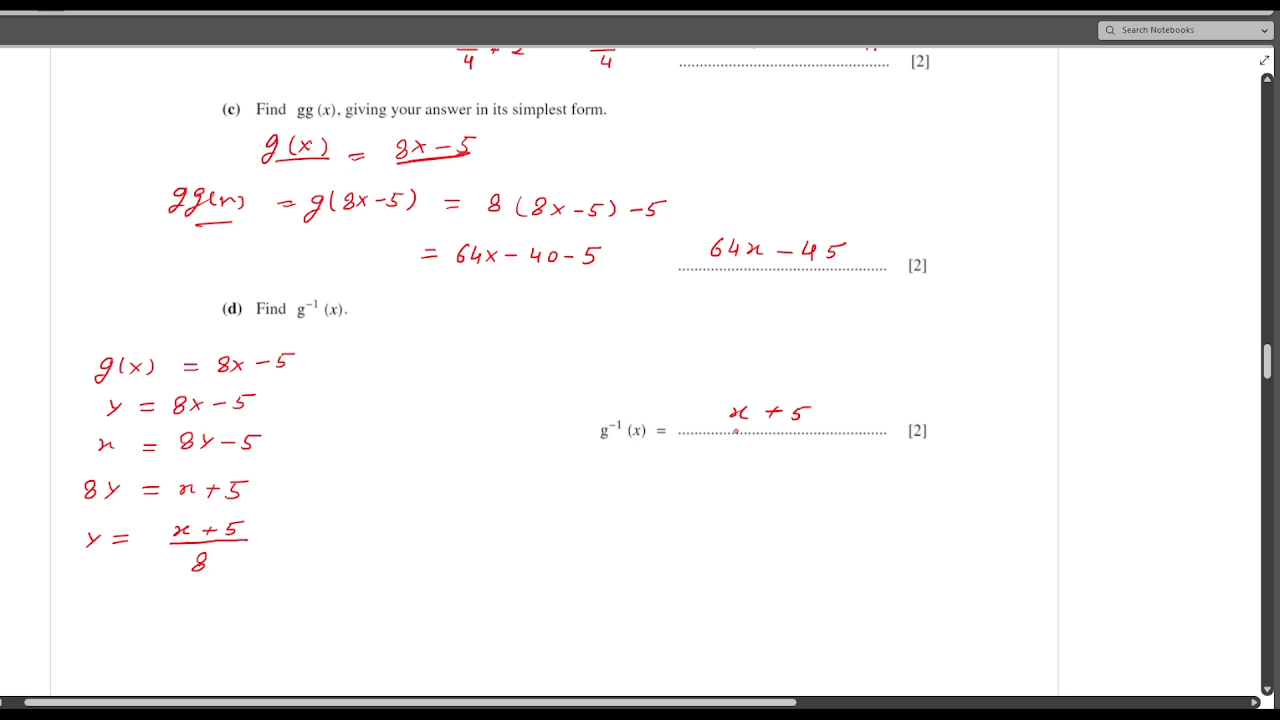 Search Notebooks
4 4 [2]
(c) Find gg (x), giving your answer in its simplest form.
g(x) = 8x - 5
gg(x) = g(8x-5) = 8 (8x-5) -5
= 64x - 40 - 5 64x - 45 [2]
(d) Find g⁻¹ (x).
g(x) = 8x - 5
y = 8x - 5
x = 8y - 5
x + 5
g⁻¹ (x) = [2]
8y = x + 5
y = x + 5
8